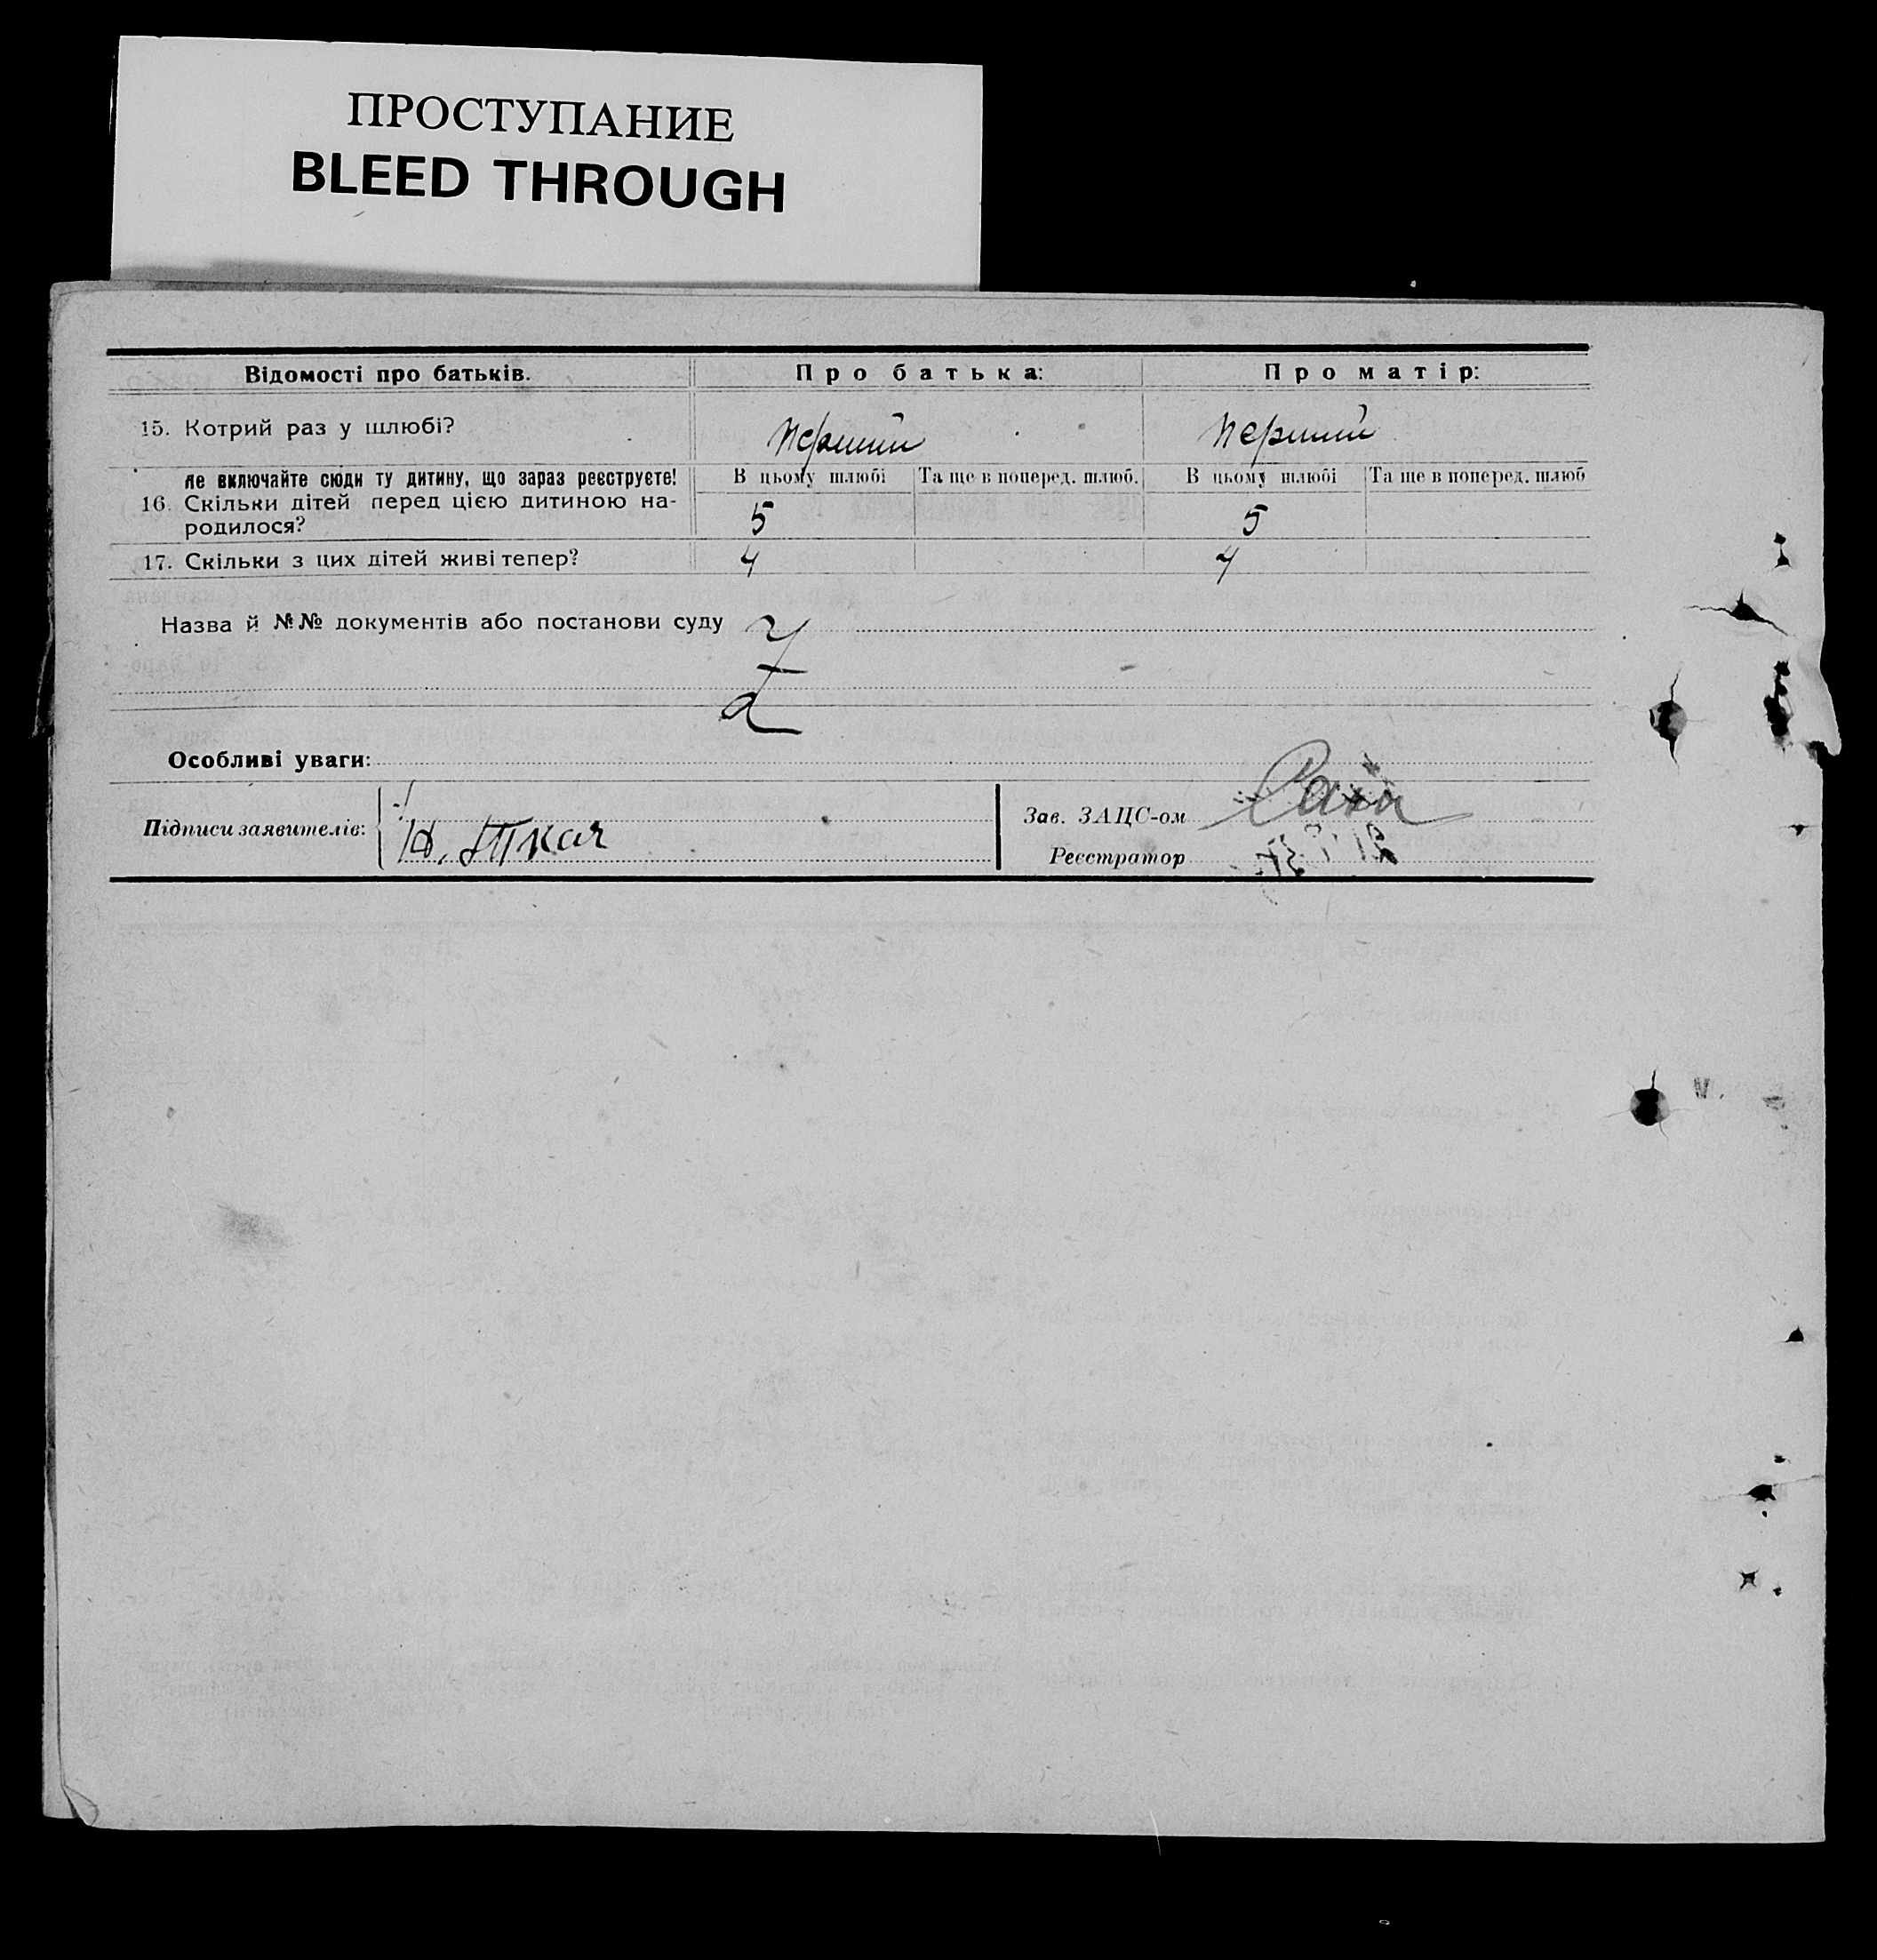 ПРОСТУПАНИЕ
BLEED THROUGH
Відомості про батьків. Про батька: Про матір:
15. Котрий раз у шлюбі? перший перший
Не включайте сюди ту дитину, що зараз реєструєте! В цьому шлюбі Та ще в поперед. шлюб. В цьому шлюбі Та ще в поперед. шлюб
16. Скільки дітей перед цією дитиною на-
родилося? 5 5
17. Скільки з цих дітей живі тепер? 4 4
Назва й №№ документів або постанови суду
Особливі уваги:
Підписи заявителів: Ткач
Зав. ЗАЦС-ом
Реєстратор